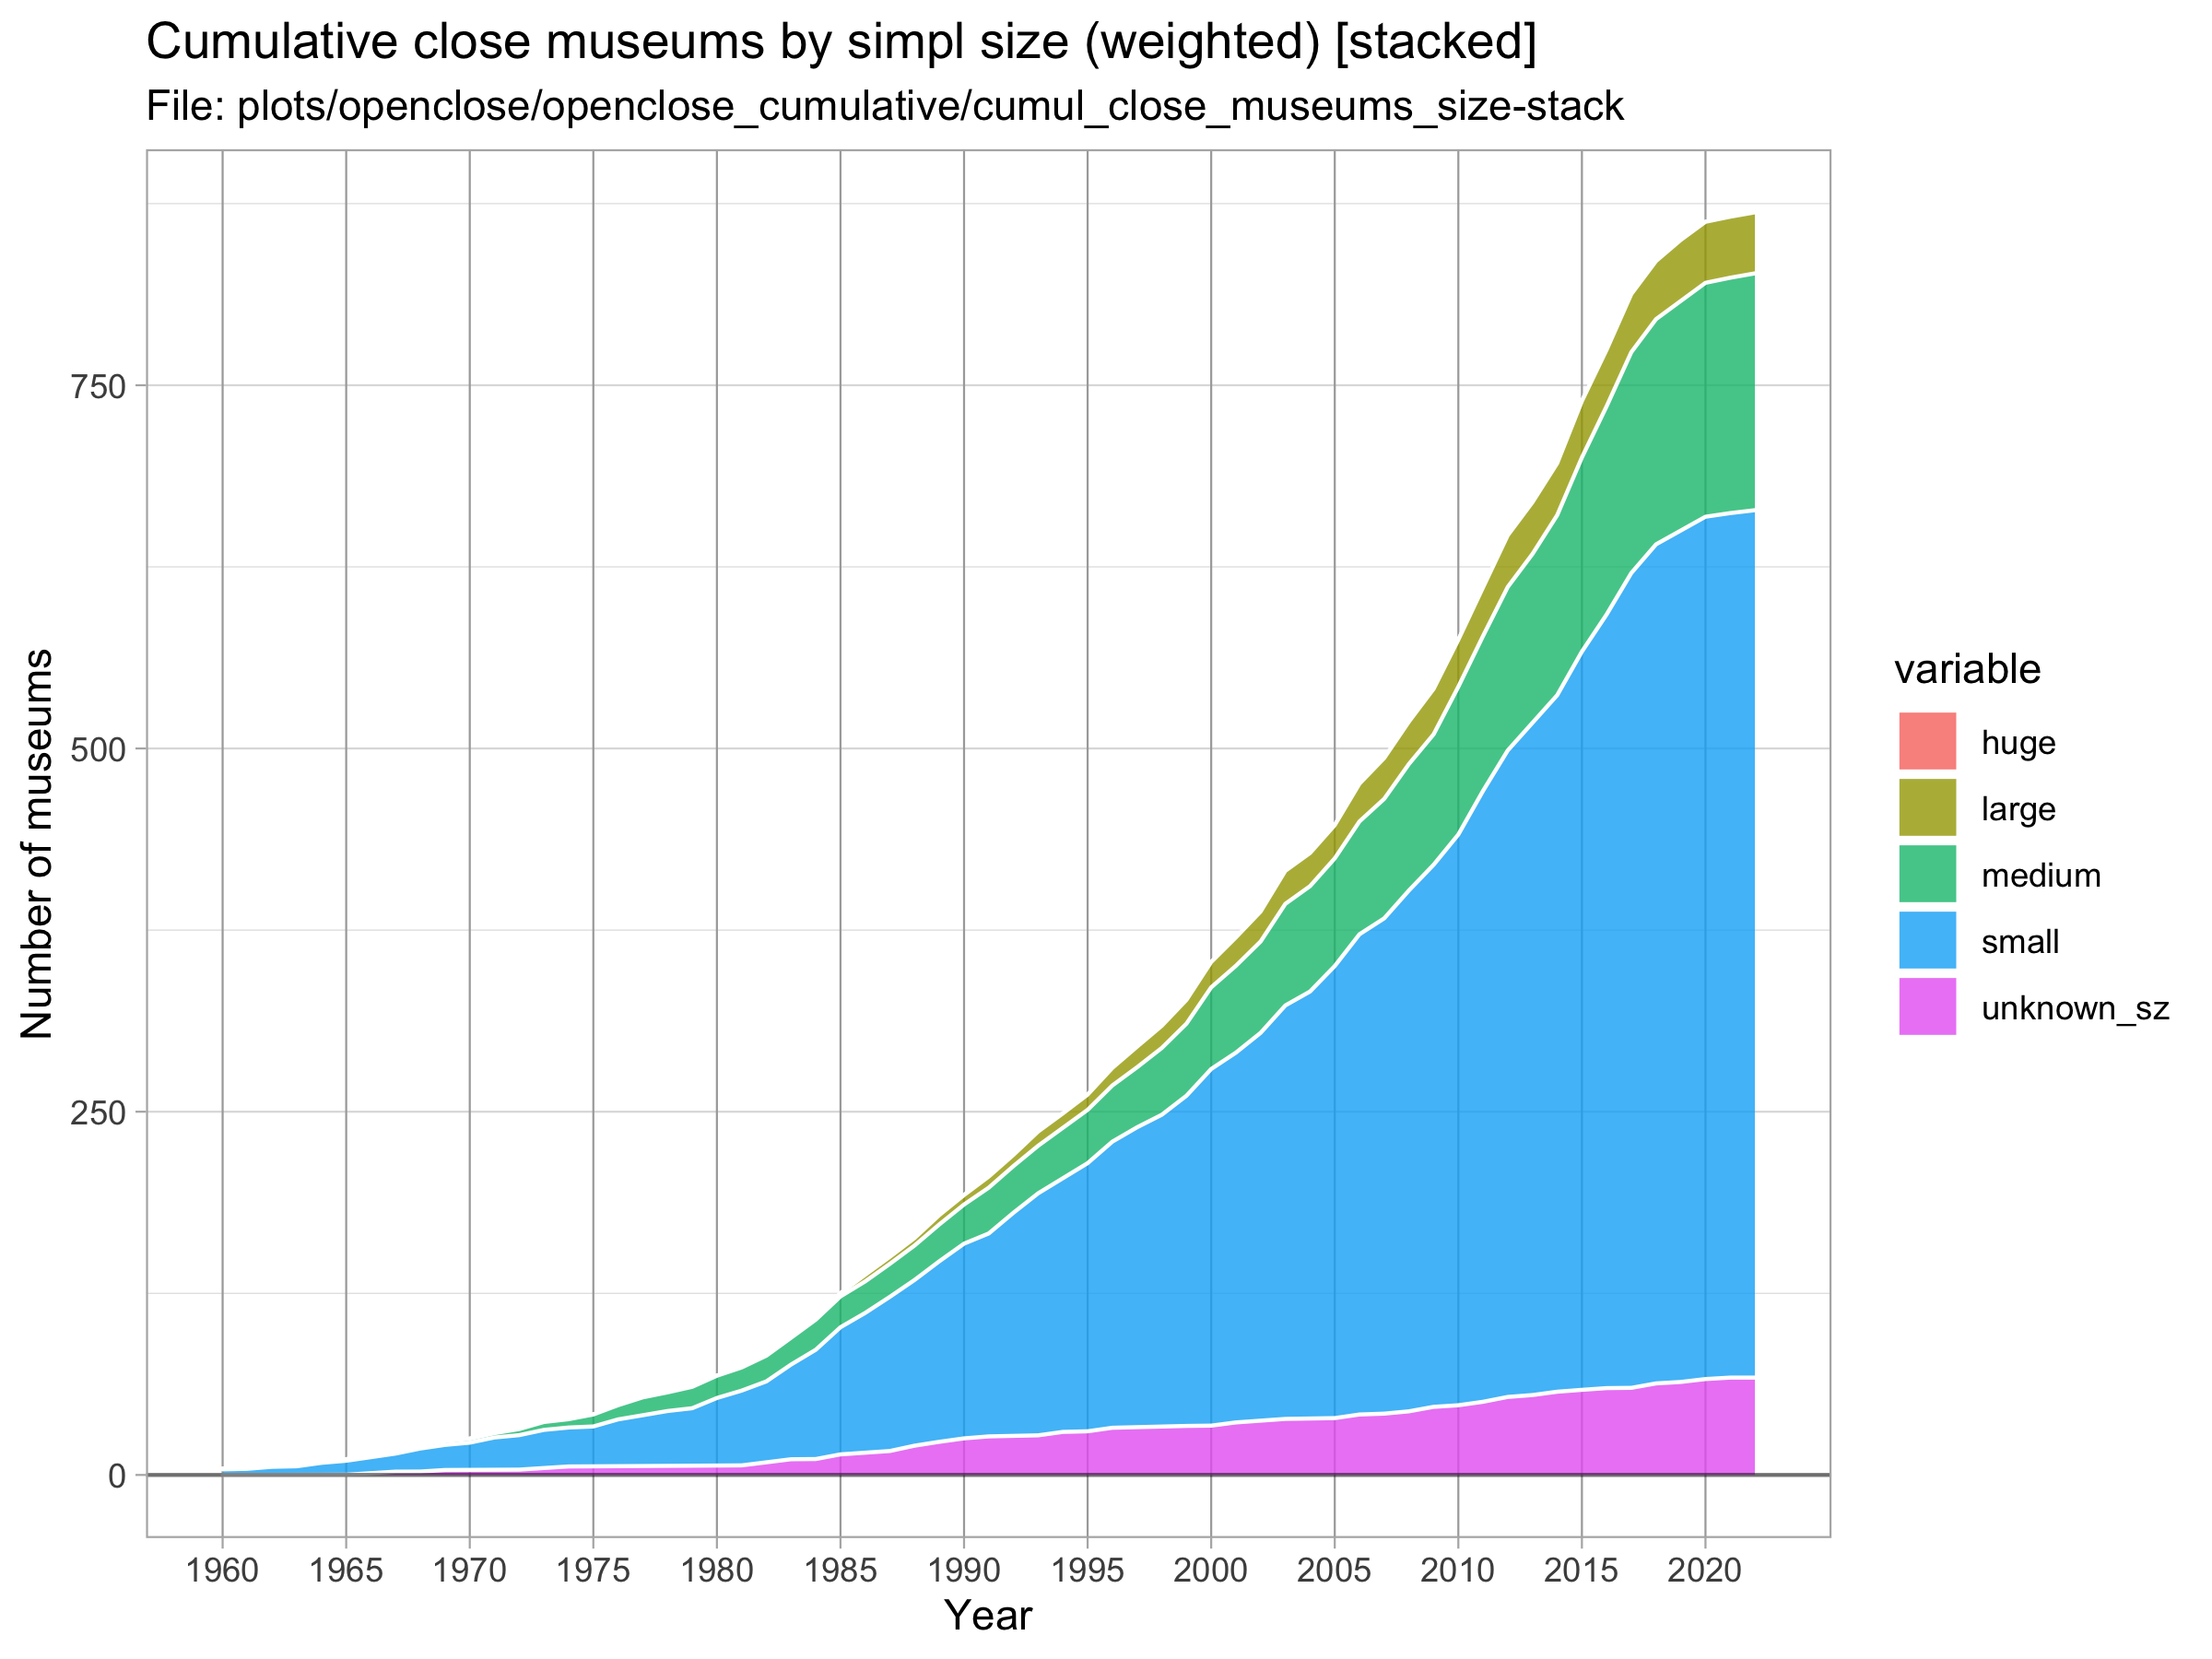 Cumulative close museums by simpl size (weighted) [stacked]
File: plots/openclose/openclose_cumulative/cumul_close_museums_size-stack
Number of museums
750
500
250
0
1960 1965 1970 1975 1980 1985 1990 1995 2000 2005 2010 2015 2020
Year
variable
huge
large
medium
small
unknown_sz